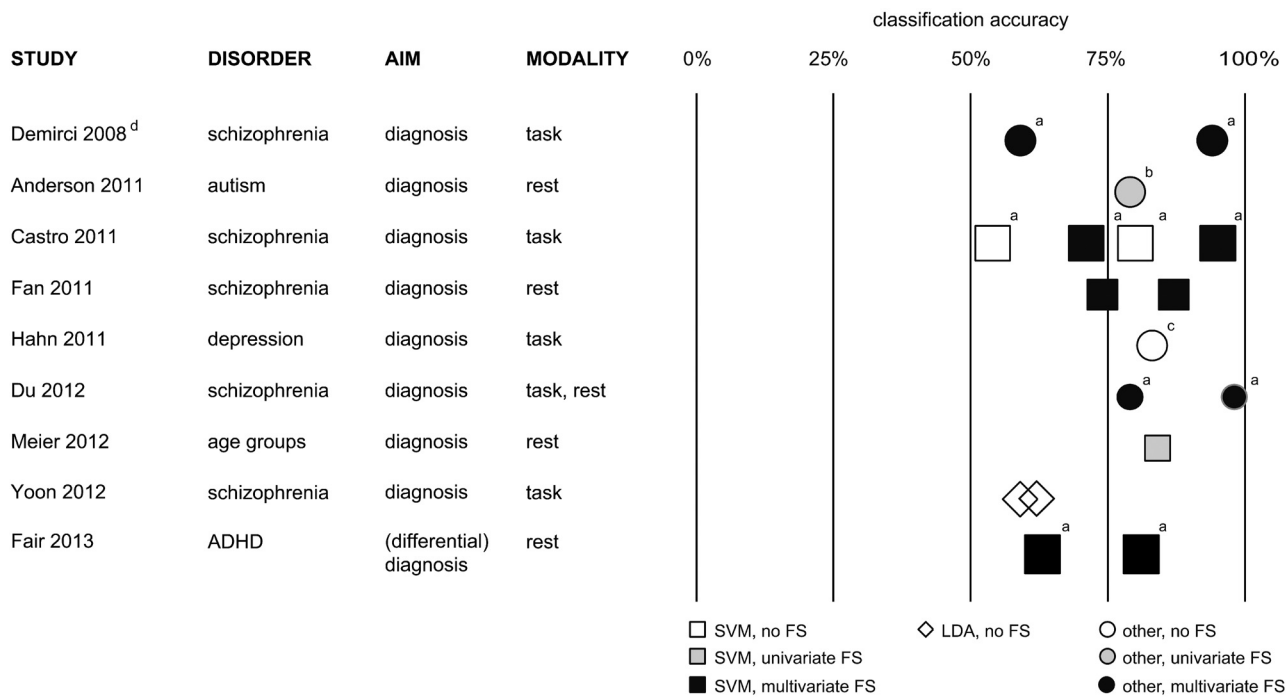 classification accuracy
STUDY DISORDER AIM MODALITY 0% 25% 50% 75% 100%
Demirci 2008 d schizophrenia diagnosis task a a
Anderson 2011 autism diagnosis rest b
Castro 2011 schizophrenia diagnosis task a a a a
Fan 2011 schizophrenia diagnosis rest
Hahn 2011 depression diagnosis task c
Du 2012 schizophrenia diagnosis task, rest a a
Meier 2012 age groups diagnosis rest
Yoon 2012 schizophrenia diagnosis task
Fair 2013 ADHD (differential) rest a a
diagnosis
SVM, no FS LDA, no FS other, no FS
SVM, univariate FS other, univariate FS
SVM, multivariate FS other, multivariate FS